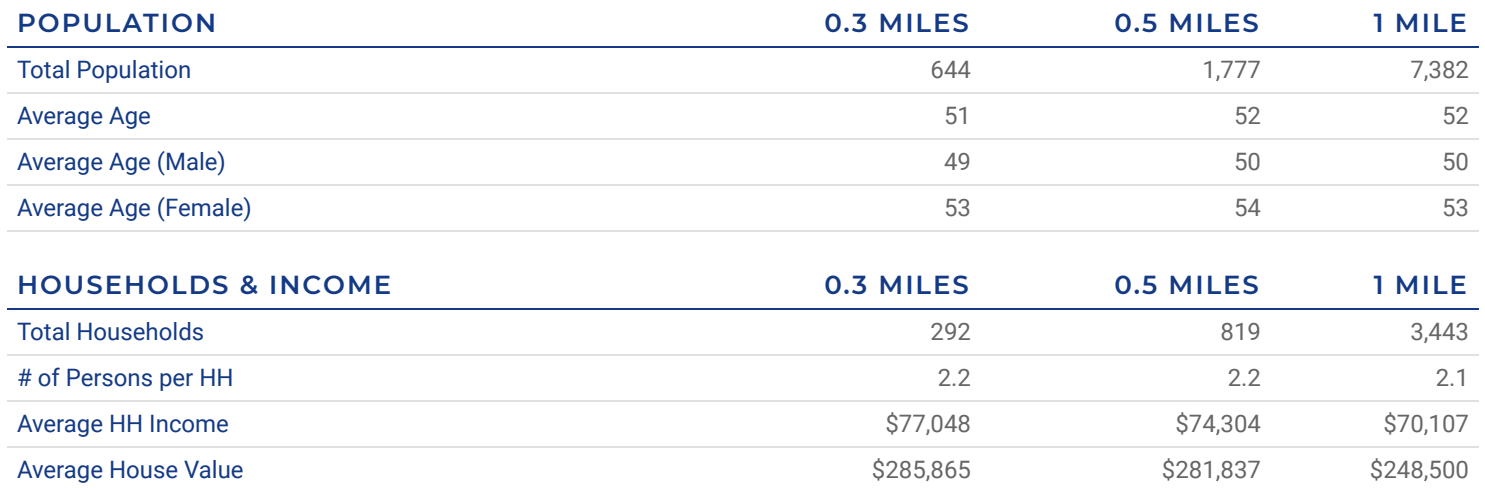 POPULATION 0.3 MILES 0.5 MILES 1 MILE
Total Population 644 1,777 7,382
Average Age 51 52 52
Average Age (Male) 49 50 50
Average Age (Female) 53 54 53
HOUSEHOLDS & INCOME 0.3 MILES 0.5 MILES 1 MILE
Total Households 292 819 3,443
# of Persons per HH 2.2 2.2 2.1
Average HH Income $77,048 $74,304 $70,107
Average House Value $285,865 $281,837 $248,500